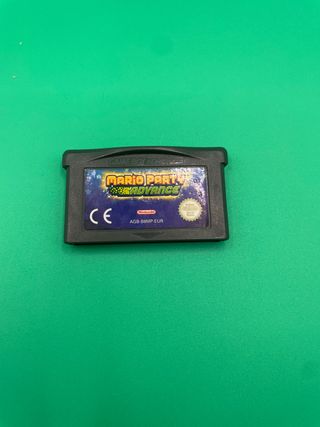 MARIO PARTY
ADVANCE
CE
Nintendo
AGB-B8MP-EUR